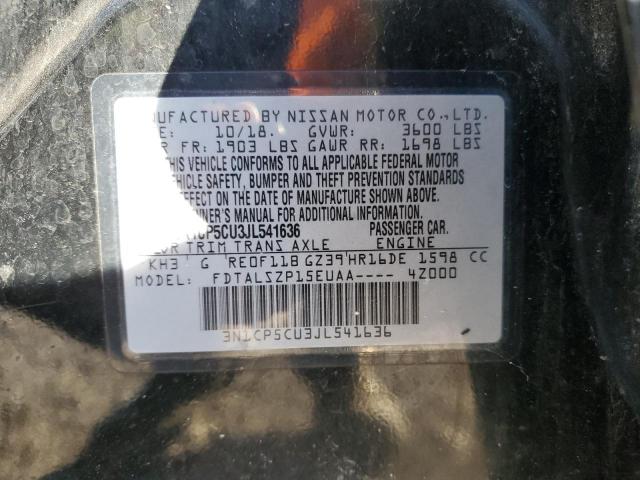 NUFACTURED BY NISSAN MOTOR CO., LTD.
E: 10/18. GVWR: 3600 LBS
R FR: 1903 LBS GAWR RR: 1698 LBS
THIS VEHICLE CONFORMS TO ALL APPLICABLE FEDERAL MOTOR
VEHICLE SAFETY, BUMPER AND THEFT PREVENTION STANDARDS
EFFECT ON THE DATE OF MANUFACTURE SHOWN ABOVE.
OWNER'S MANUAL FOR ADDITIONAL INFORMATION.
CP5CU3JL541636 PASSENGER CAR.
OR TRIM TRANS AXLE ENGINE
KH3 G RE0F11B GZ39 HR16DE 1598 CC
MODEL: FDTALSZP15EUAA---- 4Z000
3N1CP5CU3JL541636